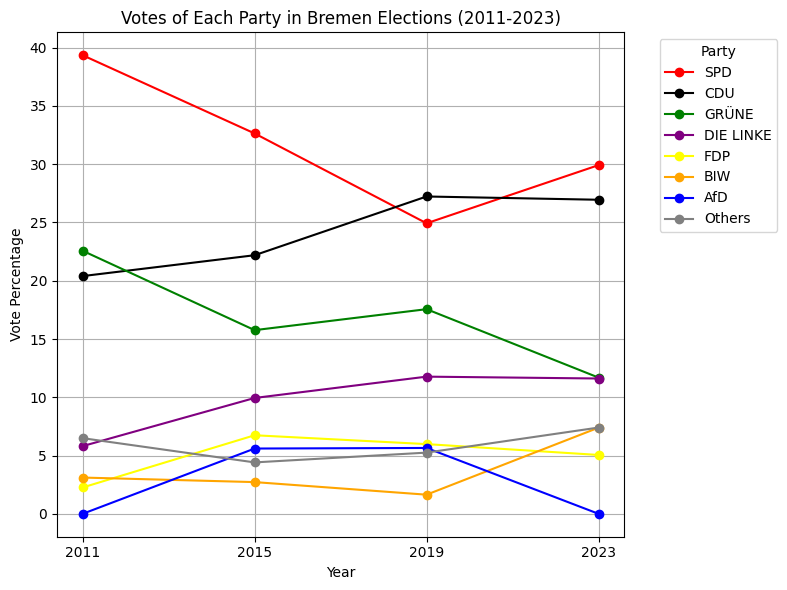 Votes of Each Party in Bremen Elections (2011-2023)
Vote Percentage
40
35
30
25
20
15
10
5
0
2011 2015 2019 2023
Year
Party
SPD
CDU
GRÜNE
DIE LINKE
FDP
BIW
AfD
Others